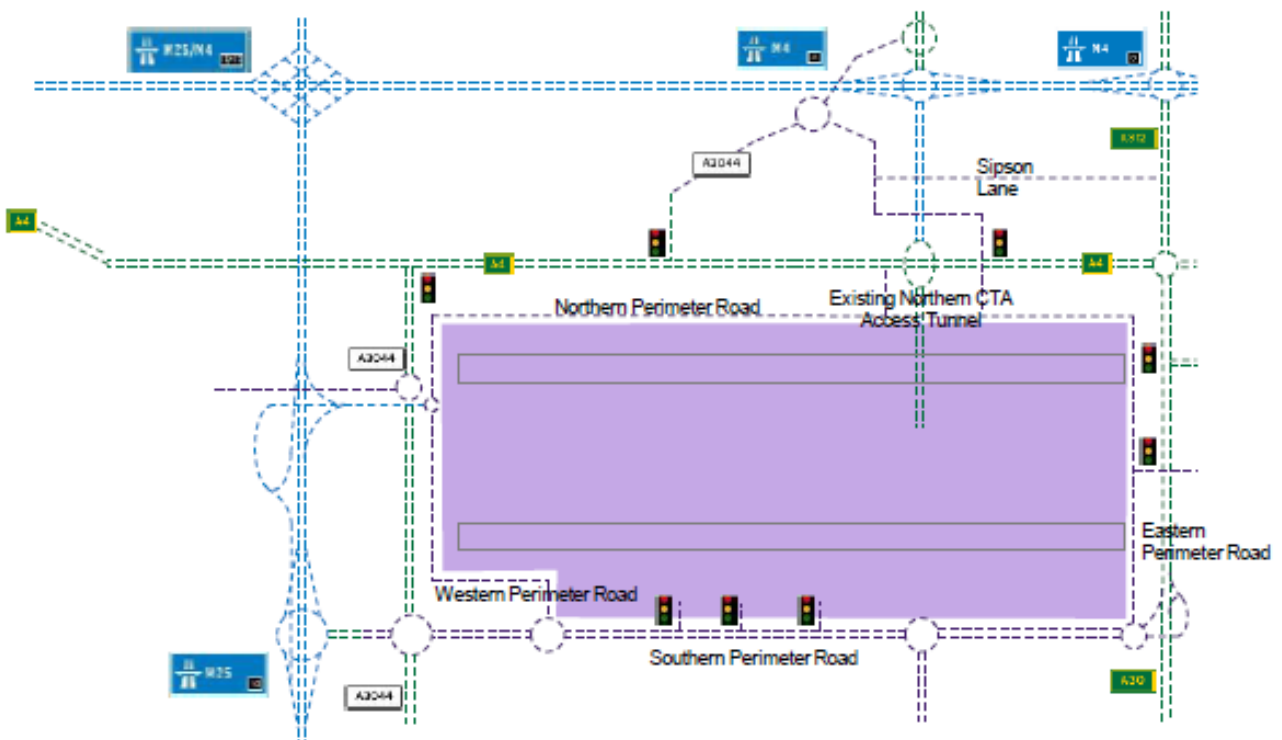 M25/M4
M4
M4
A312
A3044
Sipson
Lane
A4
A4
A4
Northern Perimeter Road
Existing Northern CTA
Access Tunnel
A3044
Eastern
Perimeter Road
Western Perimeter Road
Southern Perimeter Road
M25
A3044
A30